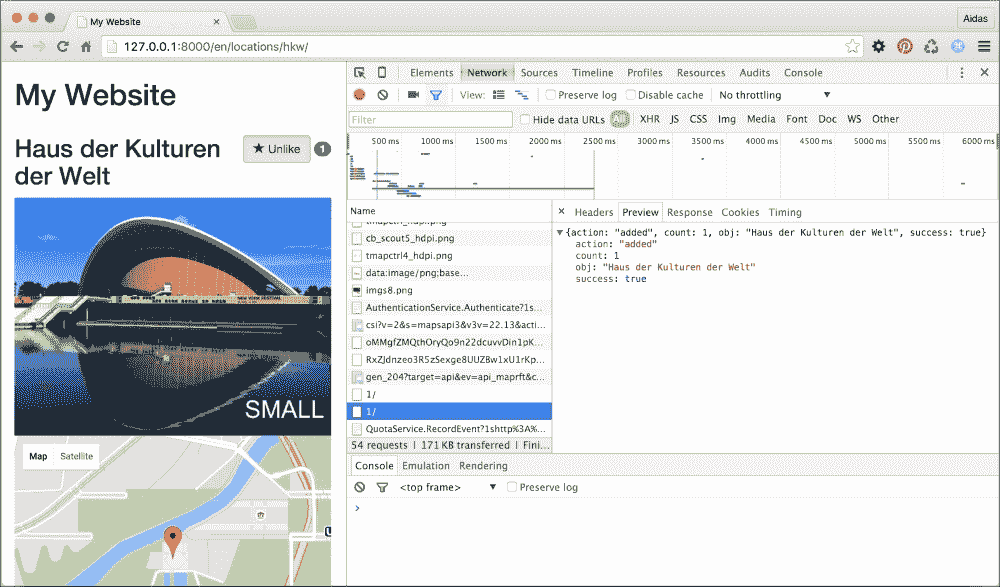 My Website
Aidas
127.0.0.1:8000/en/locations/hkw/
My Website
Haus der Kulturen
der Welt
★ Unlike 1
SMALL
Map Satellite
Elements Network Sources Timeline Profiles Resources Audits Console
View: Preserve log Disable cache No throttling
Filter Hide data URLs All XHR JS CSS Img Media Font Doc WS Other
500 ms 1000 ms 1500 ms 2000 ms 2500 ms 3000 ms 3500 ms 4000 ms 4500 ms 5000 ms 5500 ms 6000 ms
Name
tmapctrl_hdpi.png
cb_scout5_hdpi.png
tmapctrl4_hdpi.png
data:image/png;base...
imgs8.png
AuthenticationService.Authenticate?1s...
csi?v=2&s=mapsapi3&v3v=22.13&acti...
oMMgfZMQthOryQo9n22dcuvvDin1pK...
RxZJdnzeo3R5zSexge8UUZBw1xU1rKp...
gen_204?target=api&ev=api_maprft&c...
1/
1/
QuotaService.RecordEvent?1shttp%3A%...
54 requests | 171 KB transferred | Fini...
× Headers Preview Response Cookies Timing
{action: "added", count: 1, obj: "Haus der Kulturen der Welt", success: true}
action: "added"
count: 1
obj: "Haus der Kulturen der Welt"
success: true
Console Emulation Rendering
<top frame> Preserve log